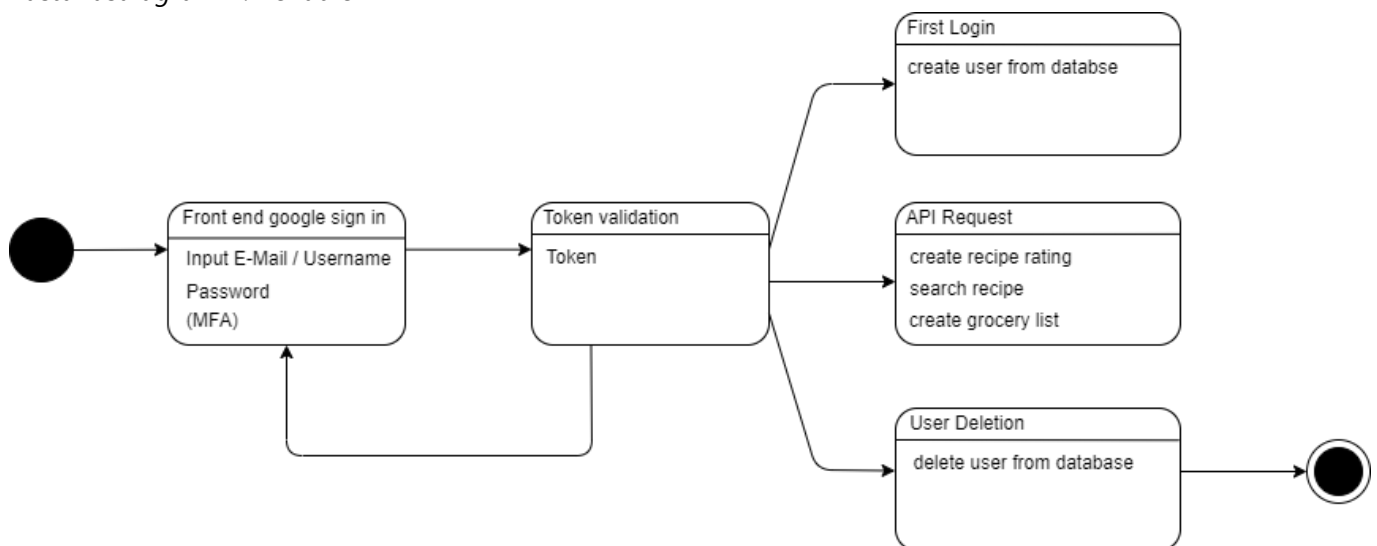 First Login
create user from databse
Front end google sign in
Input E-Mail / Username
Password
(MFA)
Token validation
Token
API Request
create recipe rating
search recipe
create grocery list
User Deletion
delete user from database